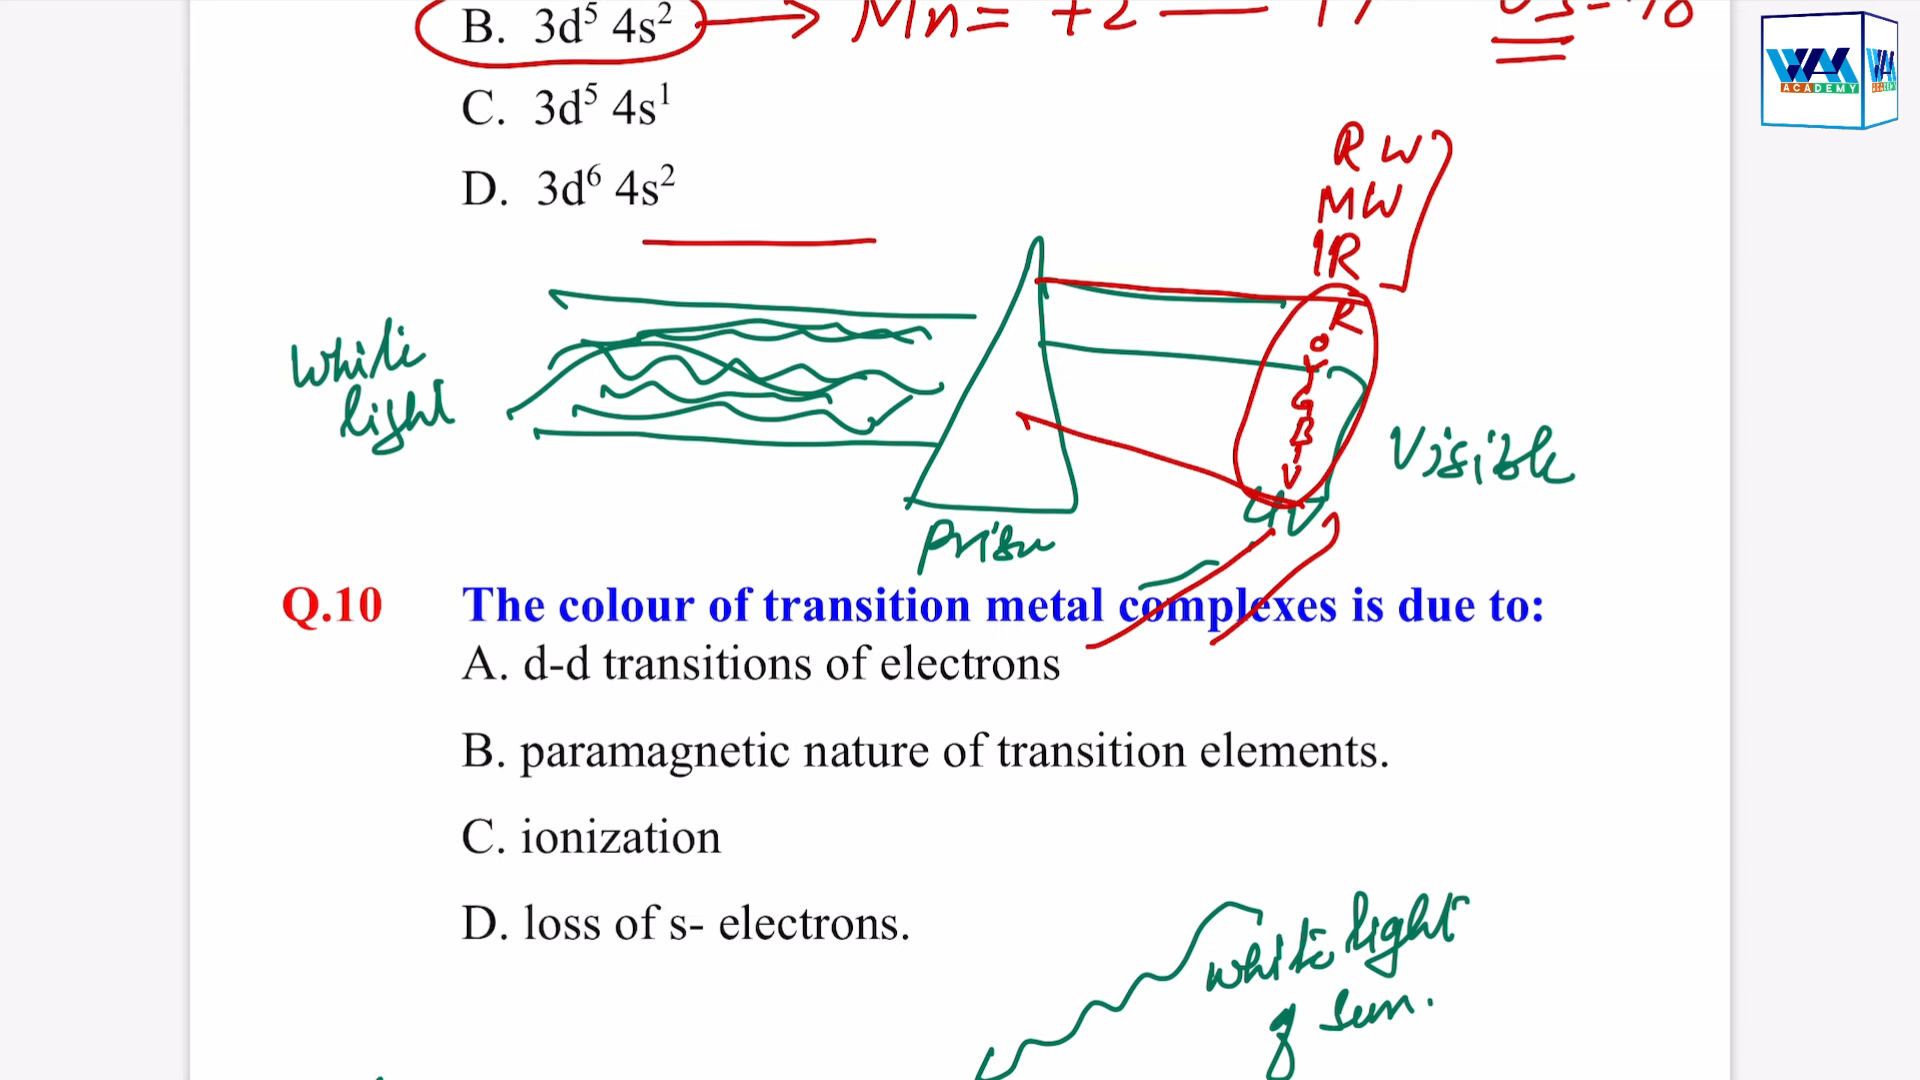 B. 3d⁵ 4s² Mn = +2
C. 3d⁵ 4s¹
D. 3d⁶ 4s²
WAK
ACADEMY
RW
MW
IR
R
O
Y
G
B
I
V
UV
White
light
Visible
Prism
Q.10 The colour of transition metal complexes is due to:
A. d-d transitions of electrons
B. paramagnetic nature of transition elements.
C. ionization
D. loss of s- electrons.
white light
of sun.